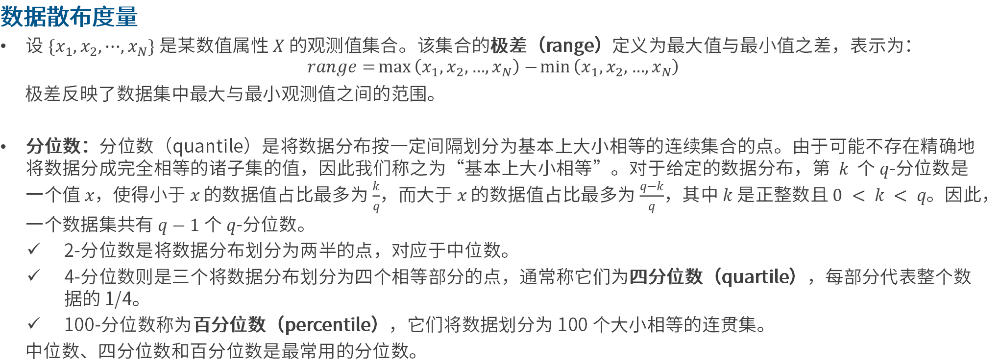 数据散布度量
• 设 {x₁, x₂, ⋯, x_N} 是某数值属性 X 的观测值集合。该集合的极差（range）定义为最大值与最小值之差，表示为：
range = max (x₁, x₂, …, x_N) − min (x₁, x₂, …, x_N)
极差反映了数据集中最大与最小观测值之间的范围。
• 分位数：分位数（quantile）是将数据分布按一定间隔划分为基本上大小相等的连续集合的点。由于可能不存在精确地
将数据分成完全相等的诸子集的值，因此我们称之为“基本上大小相等”。对于给定的数据分布，第 k 个 q-分位数是
一个值 x，使得小于 x 的数据值占比最多为 k/q，而大于 x 的数据值占比最多为 (q−k)/q，其中 k 是正整数且 0 < k < q。因此，
一个数据集共有 q − 1 个 q-分位数。
✓ 2-分位数是将数据分布划分为两半的点，对应于中位数。
✓ 4-分位数则是三个将数据分布划分为四个相等部分的点，通常称它们为四分位数（quartile），每部分代表整个数
据的 1/4。
✓ 100-分位数称为百分位数（percentile），它们将数据划分为 100 个大小相等的连贯集。
中位数、四分位数和百分位数是最常用的分位数。